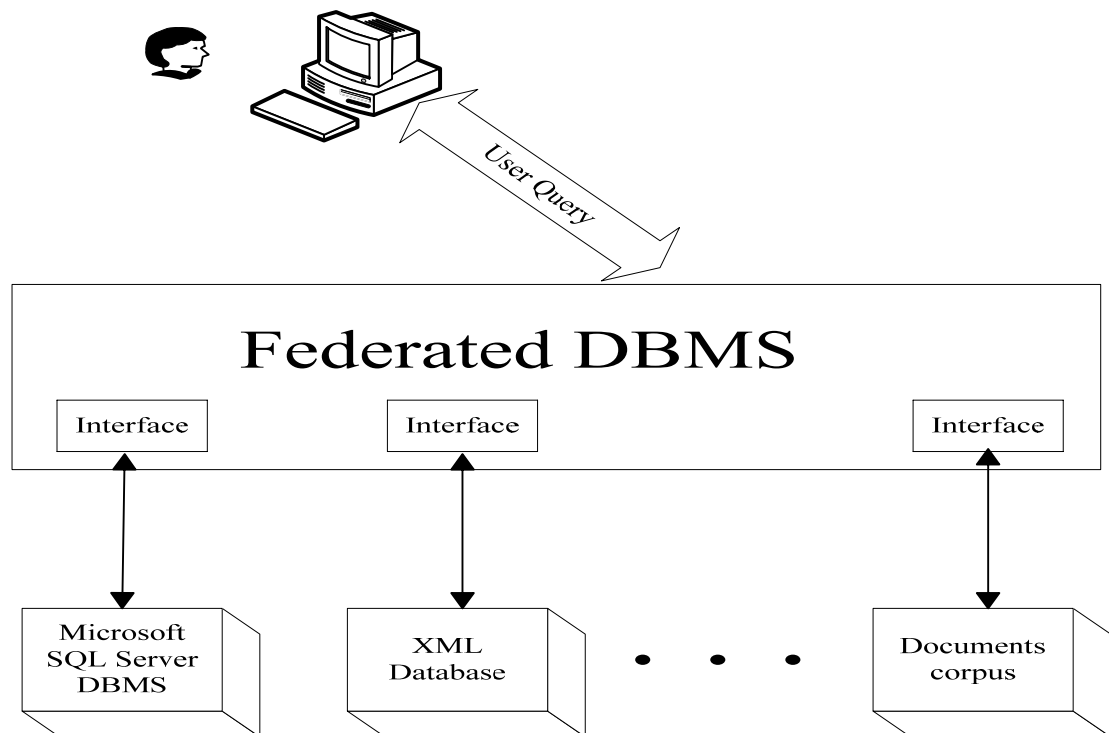 User Query
Federated DBMS
Interface
Interface
Interface
Microsoft
SQL Server
DBMS
XML
Database
Documents
corpus